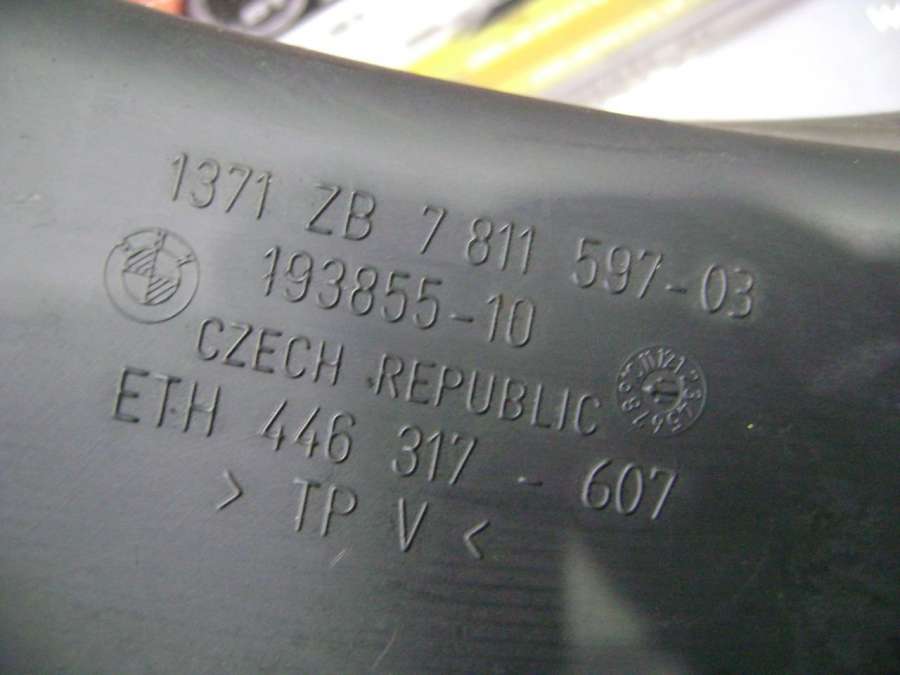 1371 ZB 7 811 597-03
193855-10
CZECH REPUBLIC
ETH 446 317 - 607
> TP V <